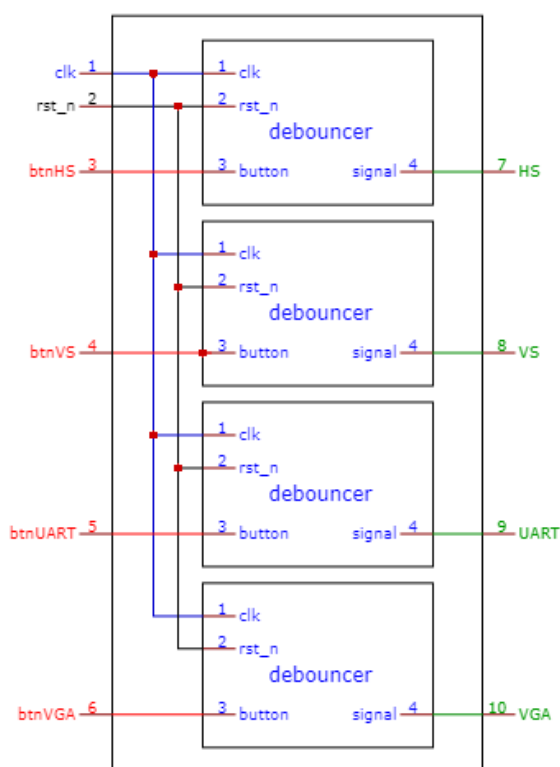 clk 1 1 clk
rst_n 2 2 rst_n
debouncer
btnHS 3 3 button signal 4 7 HS
1 clk
2 rst_n
debouncer
btnVS 4 3 button signal 4 8 VS
1 clk
2 rst_n
debouncer
btnUART 5 3 button signal 4 9 UART
1 clk
2 rst_n
debouncer
btnVGA 6 3 button signal 4 10 VGA